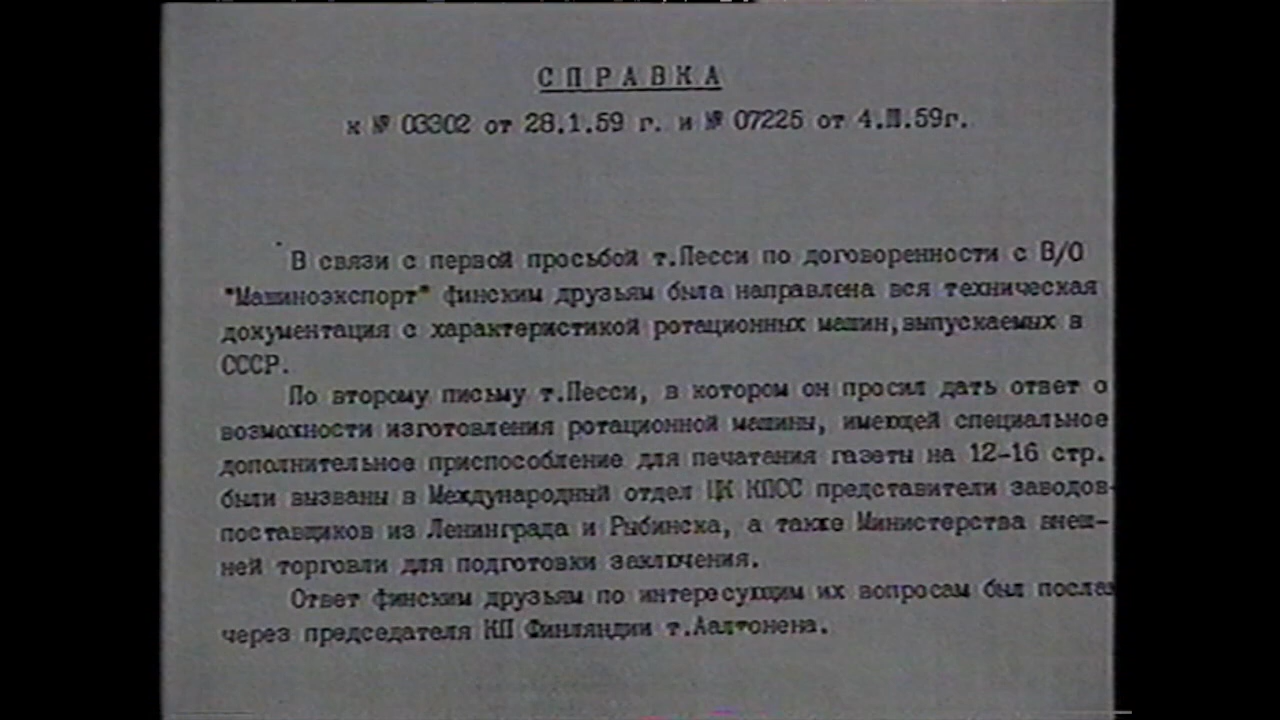 СПРАВКА
к № 03302 от 28.1.59 г. и № 07225 от 4.Ш.59г.
В связи с первой просьбой т.Песси по договоренности с В/О
"Машиноэкспорт" финским друзьям была направлена вся техническая
документация с характеристикой ротационных машин,выпускаемых в
СССР.
По второму письму т.Песси, в котором он просил дать ответ о
возможности изготовления ротационной машины, имеющей специальное
дополнительное приспособление для печатания газеты на 12-16 стр.
были вызваны в Международный отдел ЦК КПСС представители заводов-
поставщиков из Ленинграда и Рыбинска, а также Министерства внеш-
ней торговли для подготовки заключения.
Ответ финским друзьям по интересующим их вопросам был послан
через председателя КП Финляндии т.Аалтонена.